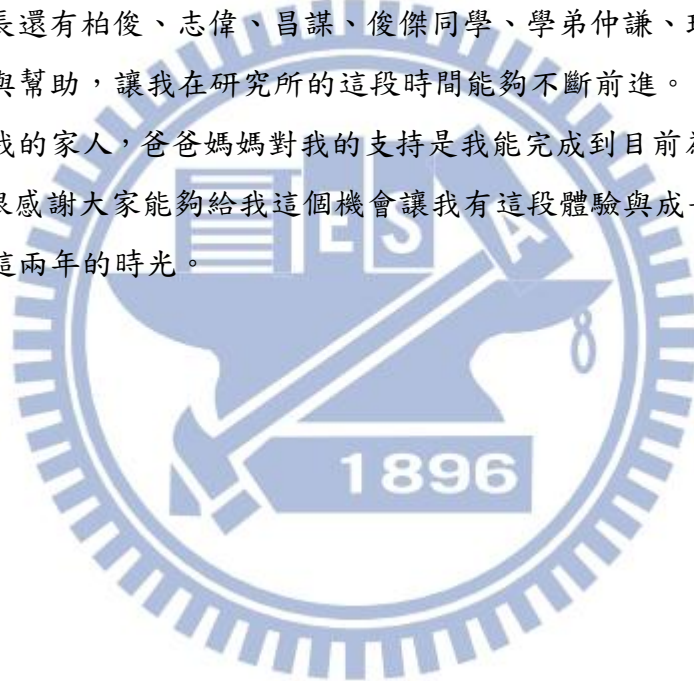 長還有柏俊、志偉、昌謀、俊傑同學、學弟仲謙、
與幫助，讓我在研究所的這段時間能夠不斷前進。
我的家人，爸爸媽媽對我的支持是我能完成到目前
很感謝大家能夠給我這個機會讓我有這段體驗與成
這兩年的時光。
E S A
1896